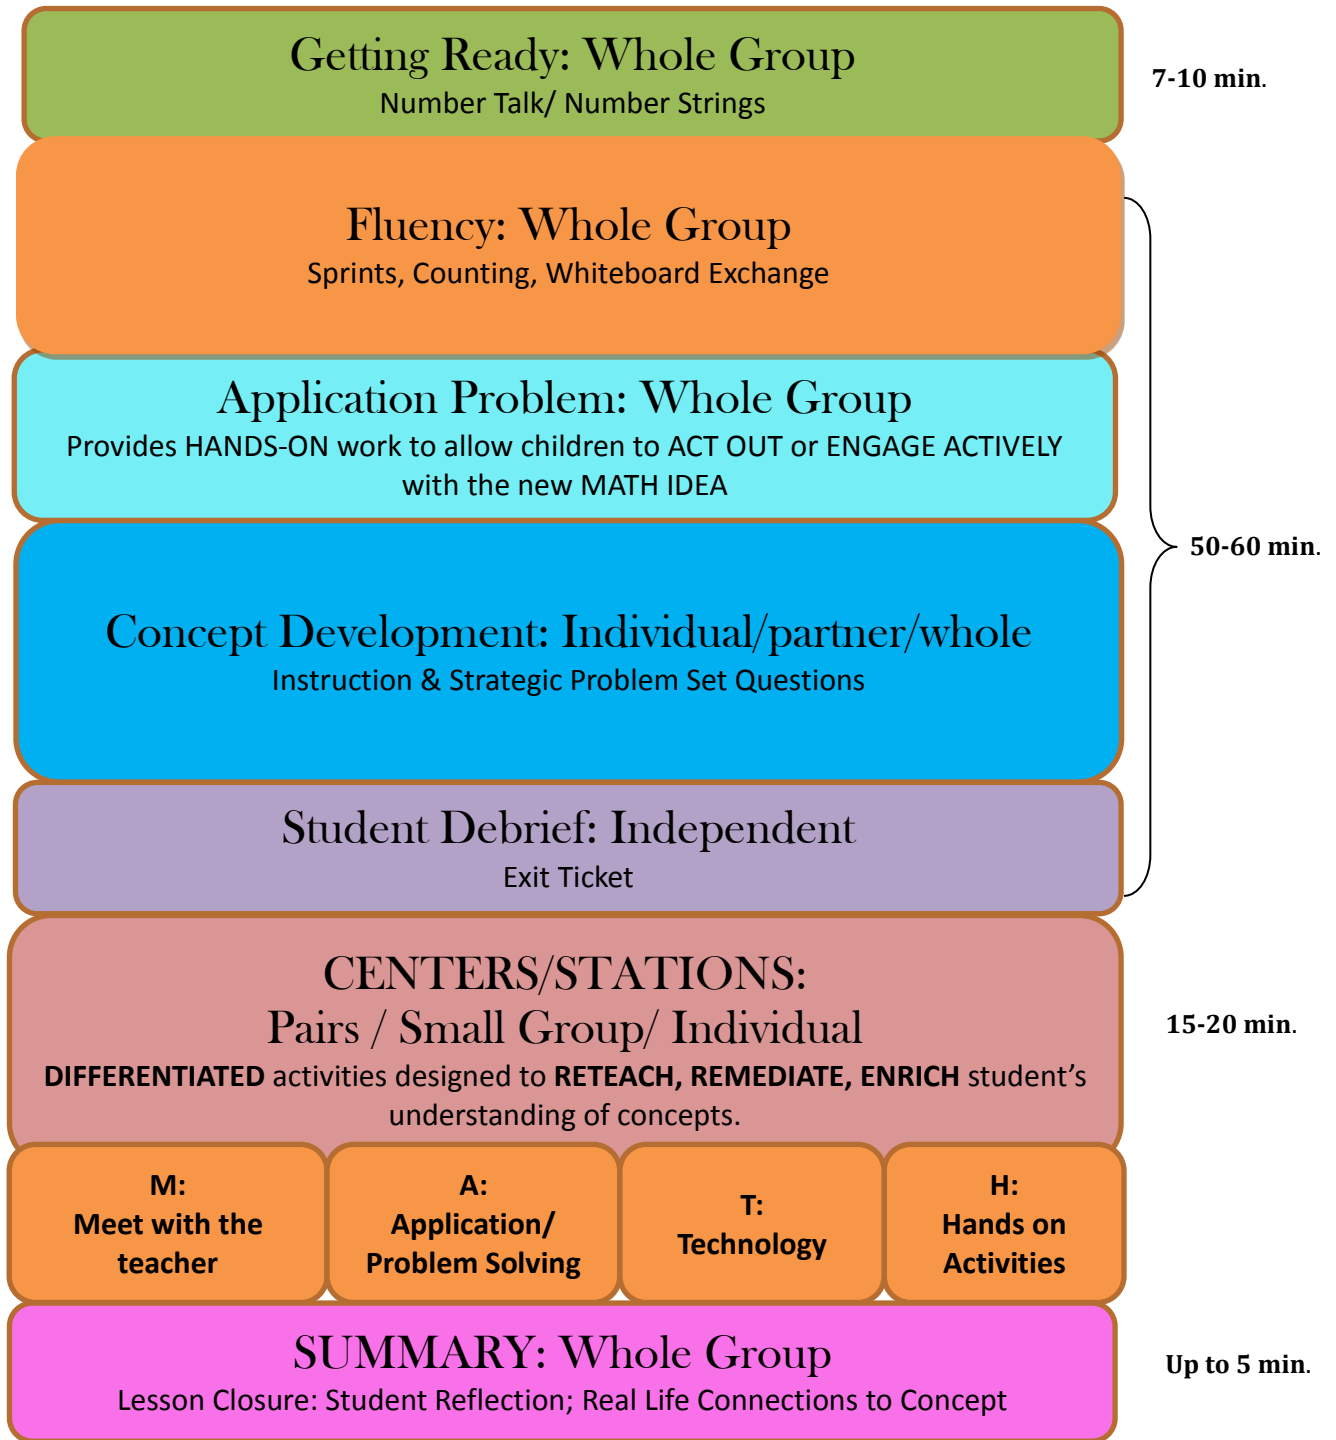 Getting Ready: Whole Group
Number Talk/ Number Strings
7-10 min.
Fluency: Whole Group
Sprints, Counting, Whiteboard Exchange
Application Problem: Whole Group
Provides HANDS-ON work to allow children to ACT OUT or ENGAGE ACTIVELY
with the new MATH IDEA
Concept Development: Individual/partner/whole
Instruction & Strategic Problem Set Questions
50-60 min.
Student Debrief: Independent
Exit Ticket
CENTERS/STATIONS:
Pairs / Small Group/ Individual
DIFFERENTIATED activities designed to RETEACH, REMEDIATE, ENRICH student’s
understanding of concepts.
15-20 min.
M:
Meet with the
teacher
A:
Application/
Problem Solving
T:
Technology
H:
Hands on
Activities
SUMMARY: Whole Group
Lesson Closure: Student Reflection; Real Life Connections to Concept
Up to 5 min.